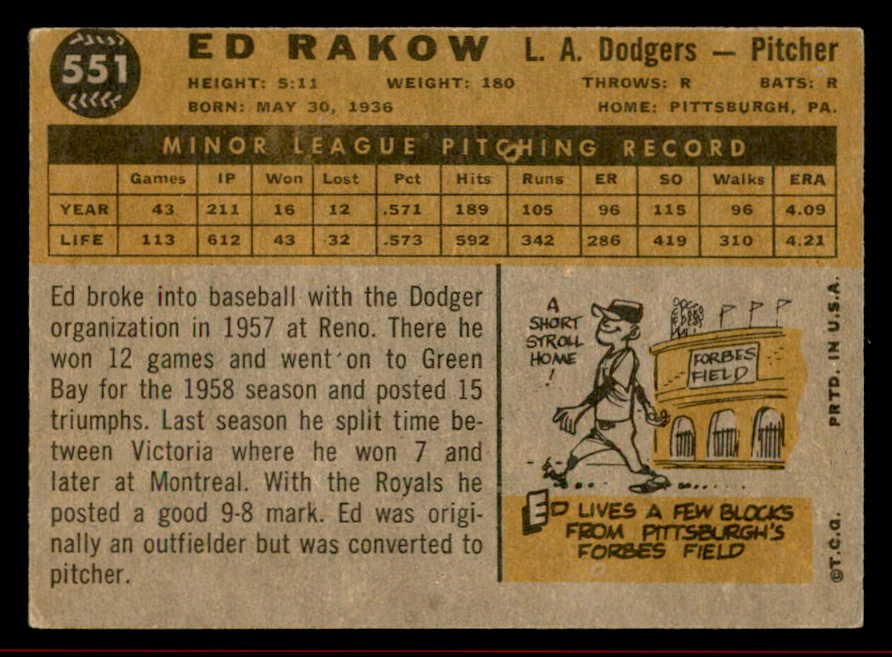 551
ED RAKOW L. A. Dodgers — Pitcher
HEIGHT: 5:11 WEIGHT: 180 THROWS: R BATS: R
BORN: MAY 30, 1936 HOME: PITTSBURGH, PA.
MINOR LEAGUE PITCHING RECORD
Games IP Won Lost Pct Hits Runs ER SO Walks ERA
YEAR 43 211 16 12 .571 189 105 96 115 96 4.09
LIFE 113 612 43 32 .573 592 342 286 419 310 4.21
Ed broke into baseball with the Dodger
organization in 1957 at Reno. There he
won 12 games and went on to Green
Bay for the 1958 season and posted 15
triumphs. Last season he split time be-
tween Victoria where he won 7 and
later at Montreal. With the Royals he
posted a good 9-8 mark. Ed was origi-
nally an outfielder but was converted to
pitcher.
A
SHORT
STROLL
HOME
!
FORBES
FIELD
ED LIVES A FEW BLOCKS
FROM PITTSBURGH'S
FORBES FIELD
PRTD. IN U.S.A.
©T.C.G.